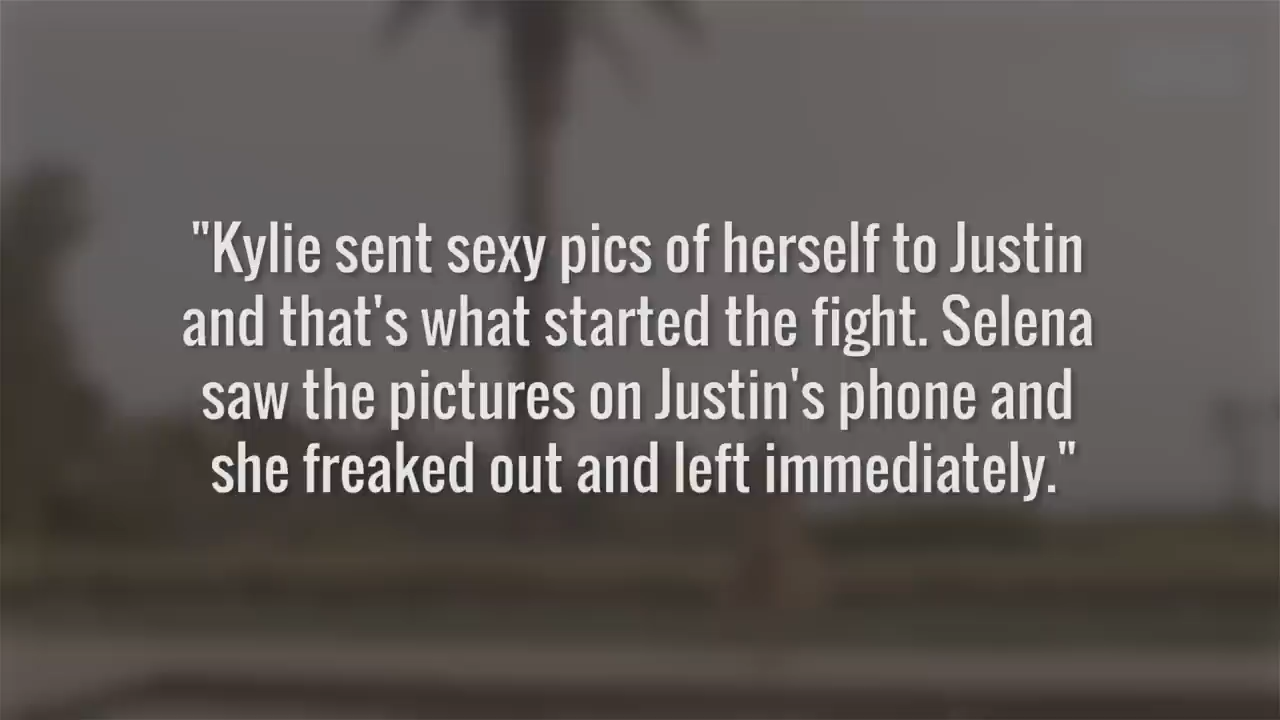 "Kylie sent sexy pics of herself to Justin
and that's what started the fight. Selena
saw the pictures on Justin's phone and
she freaked out and left immediately."